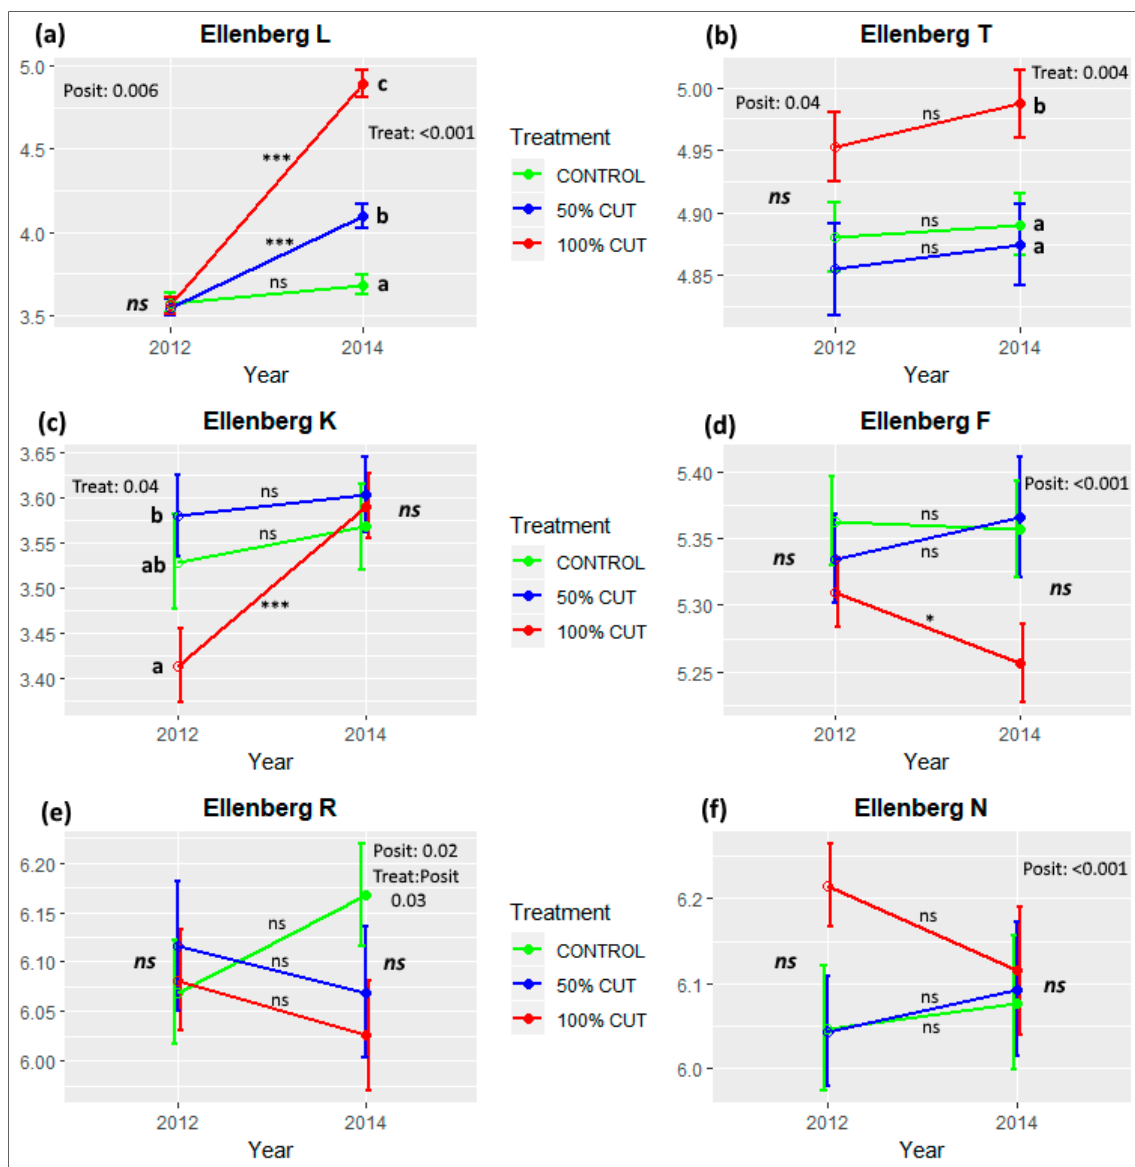 (a) Ellenberg L
5.0
4.5
4.0
3.5
Posit: 0.006
Treat: <0.001
c
***
b
***
ns
a
ns
2012 2014
Year
Treatment
CONTROL
50% CUT
100% CUT
(b) Ellenberg T
5.00
4.95
4.90
4.85
Treat: 0.004
Posit: 0.04
ns
b
ns
ns
a
ns
a
2012 2014
Year
(c) Ellenberg K
3.65
3.60
3.55
3.50
3.45
3.40
Treat: 0.04
ns
b
ns
ns
ab
***
a
2012 2014
Year
CONTROL
50% CUT
100% CUT
(d) Ellenberg F
5.40
5.35
5.30
5.25
Posit: <0.001
ns
ns
ns
ns
*
2012 2014
Year
(e) Ellenberg R
6.20
6.15
6.10
6.05
6.00
Posit: 0.02
Treat:Posit
0.03
ns
ns
ns
ns
ns
2012 2014
Year
Treatment
CONTROL
50% CUT
100% CUT
(f) Ellenberg N
6.2
6.1
6.0
Posit: <0.001
ns
ns
ns
ns
ns
2012 2014
Year